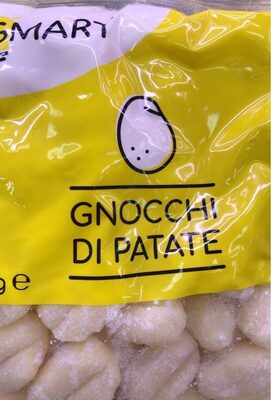 SMART
GNOCCHI
DI PATATE
g e